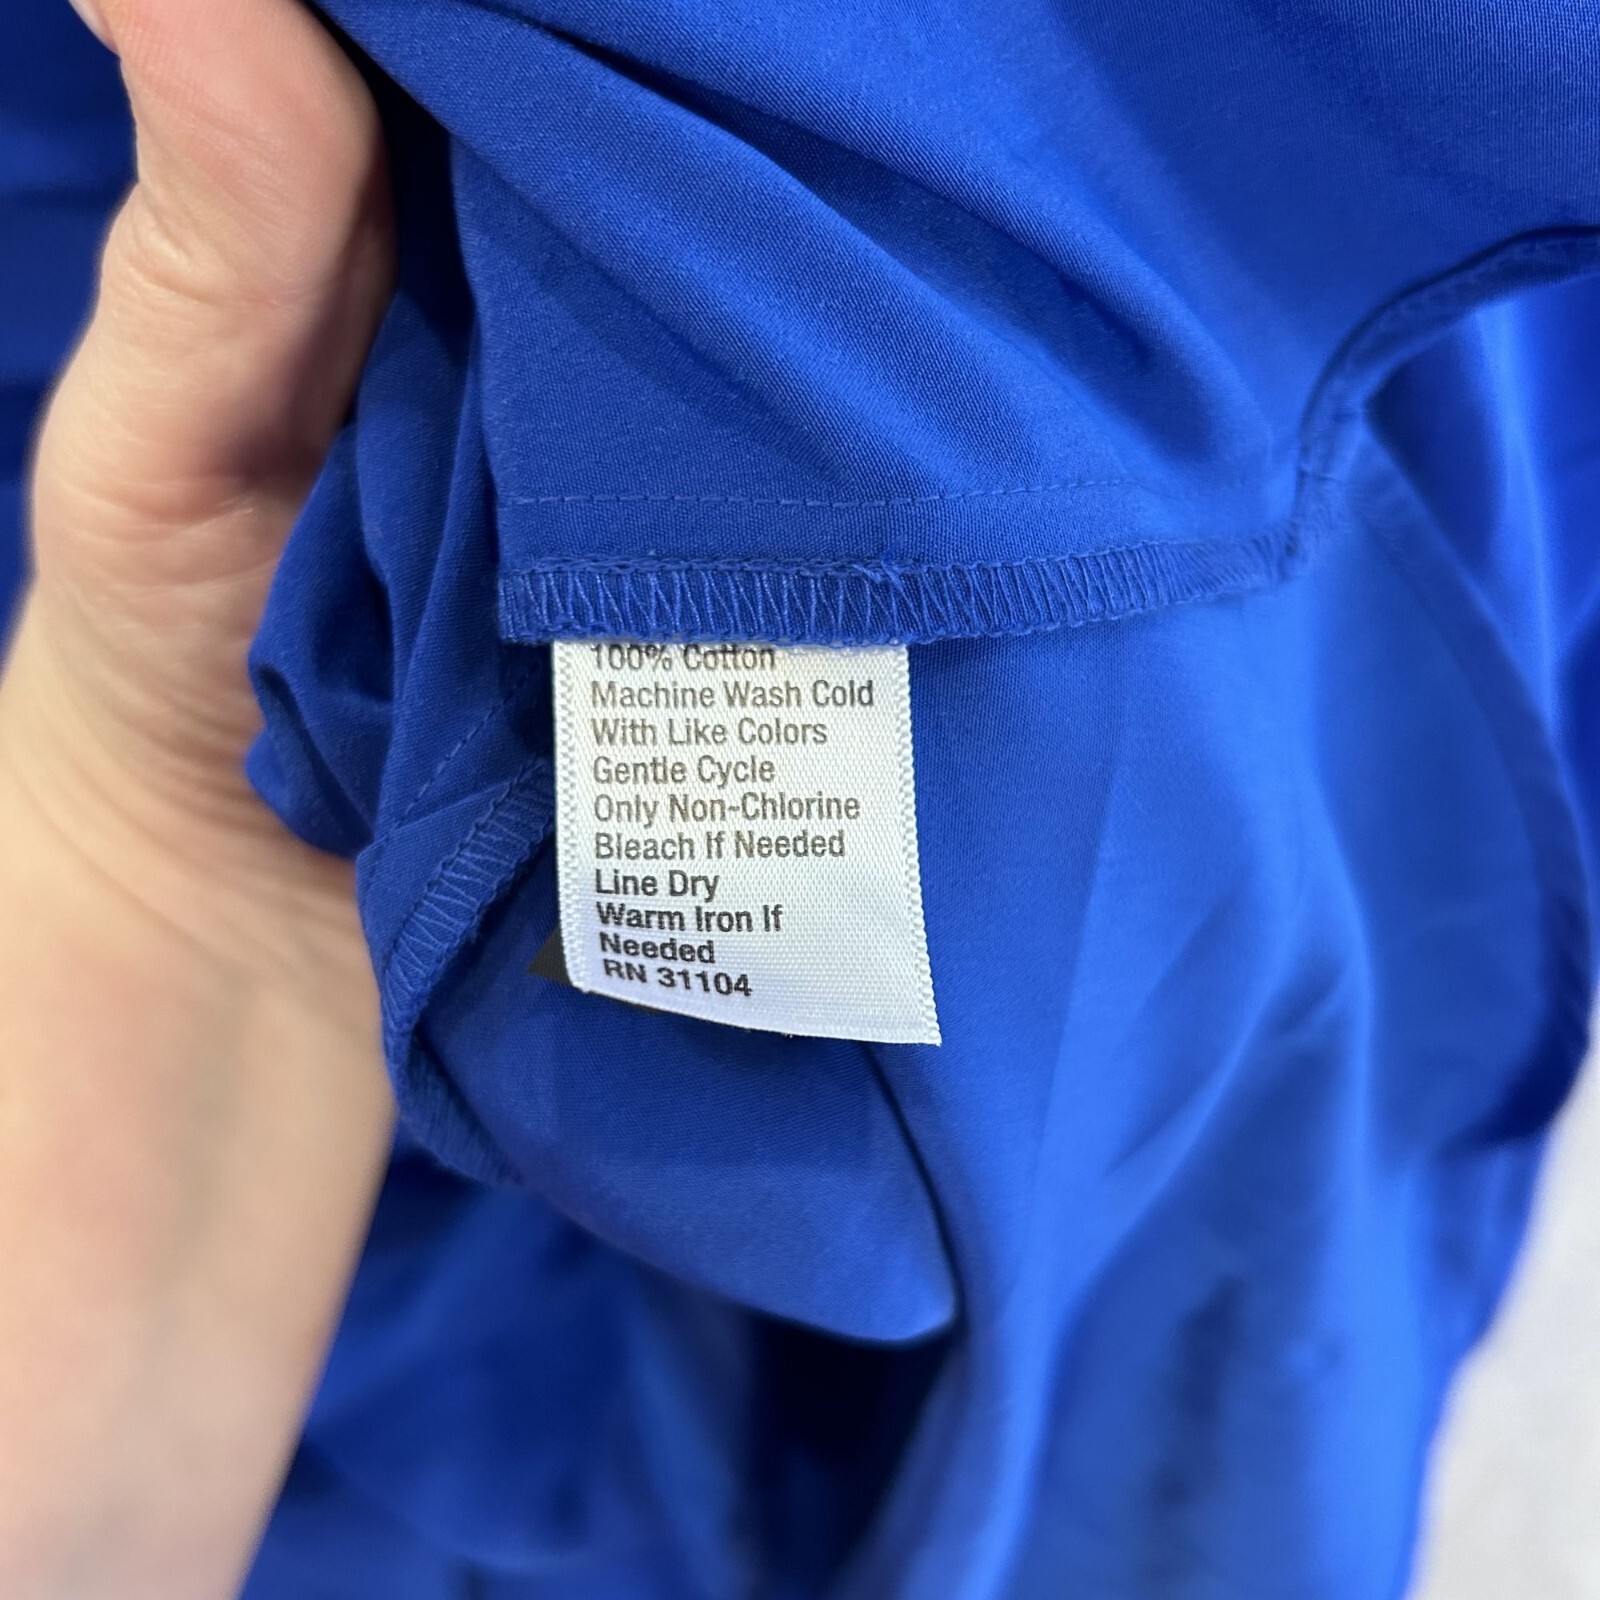 100% Cotton
Machine Wash Cold
With Like Colors
Gentle Cycle
Only Non-Chlorine
Bleach If Needed
Line Dry
Warm Iron If
Needed
RN 31104